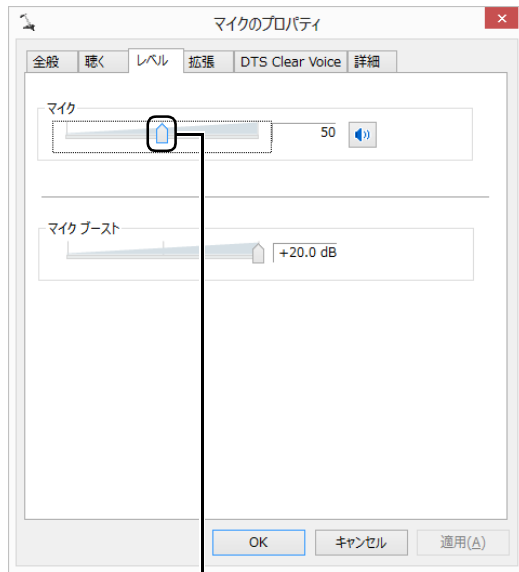 マイクのプロパティ
全般 聴く レベル 拡張 DTS Clear Voice 詳細
マイク
50
マイク ブースト
+20.0 dB
OK キャンセル 適用(A)